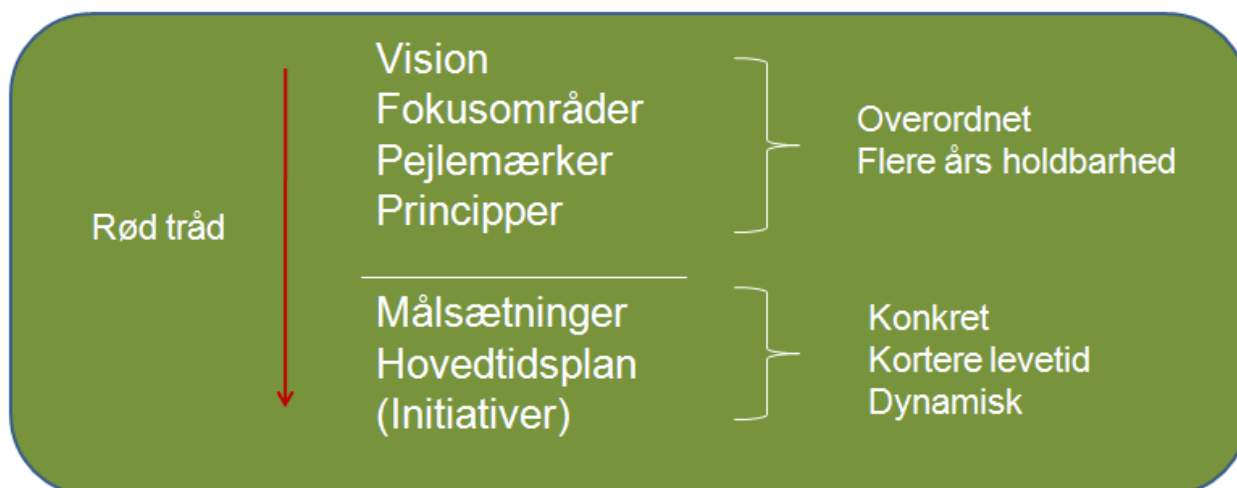 Rød tråd
Vision
Fokusområder
Pejlemærker
Principper
Overordnet
Flere års holdbarhed
Målsætninger
Hovedtidsplan
(Initiativer)
Konkret
Kortere levetid
Dynamisk